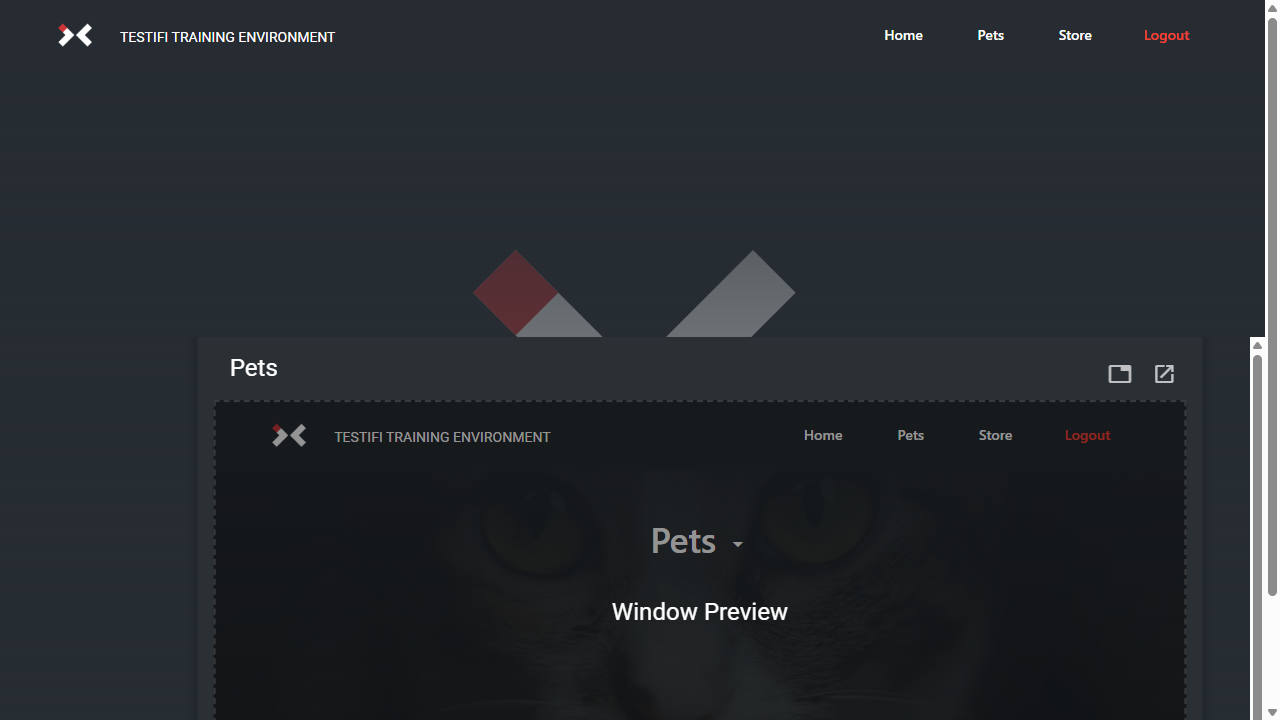 TESTIFI TRAINING ENVIRONMENT Home Pets Store Logout
Pets
TESTIFI TRAINING ENVIRONMENT Home Pets Store Logout
Pets
Window Preview